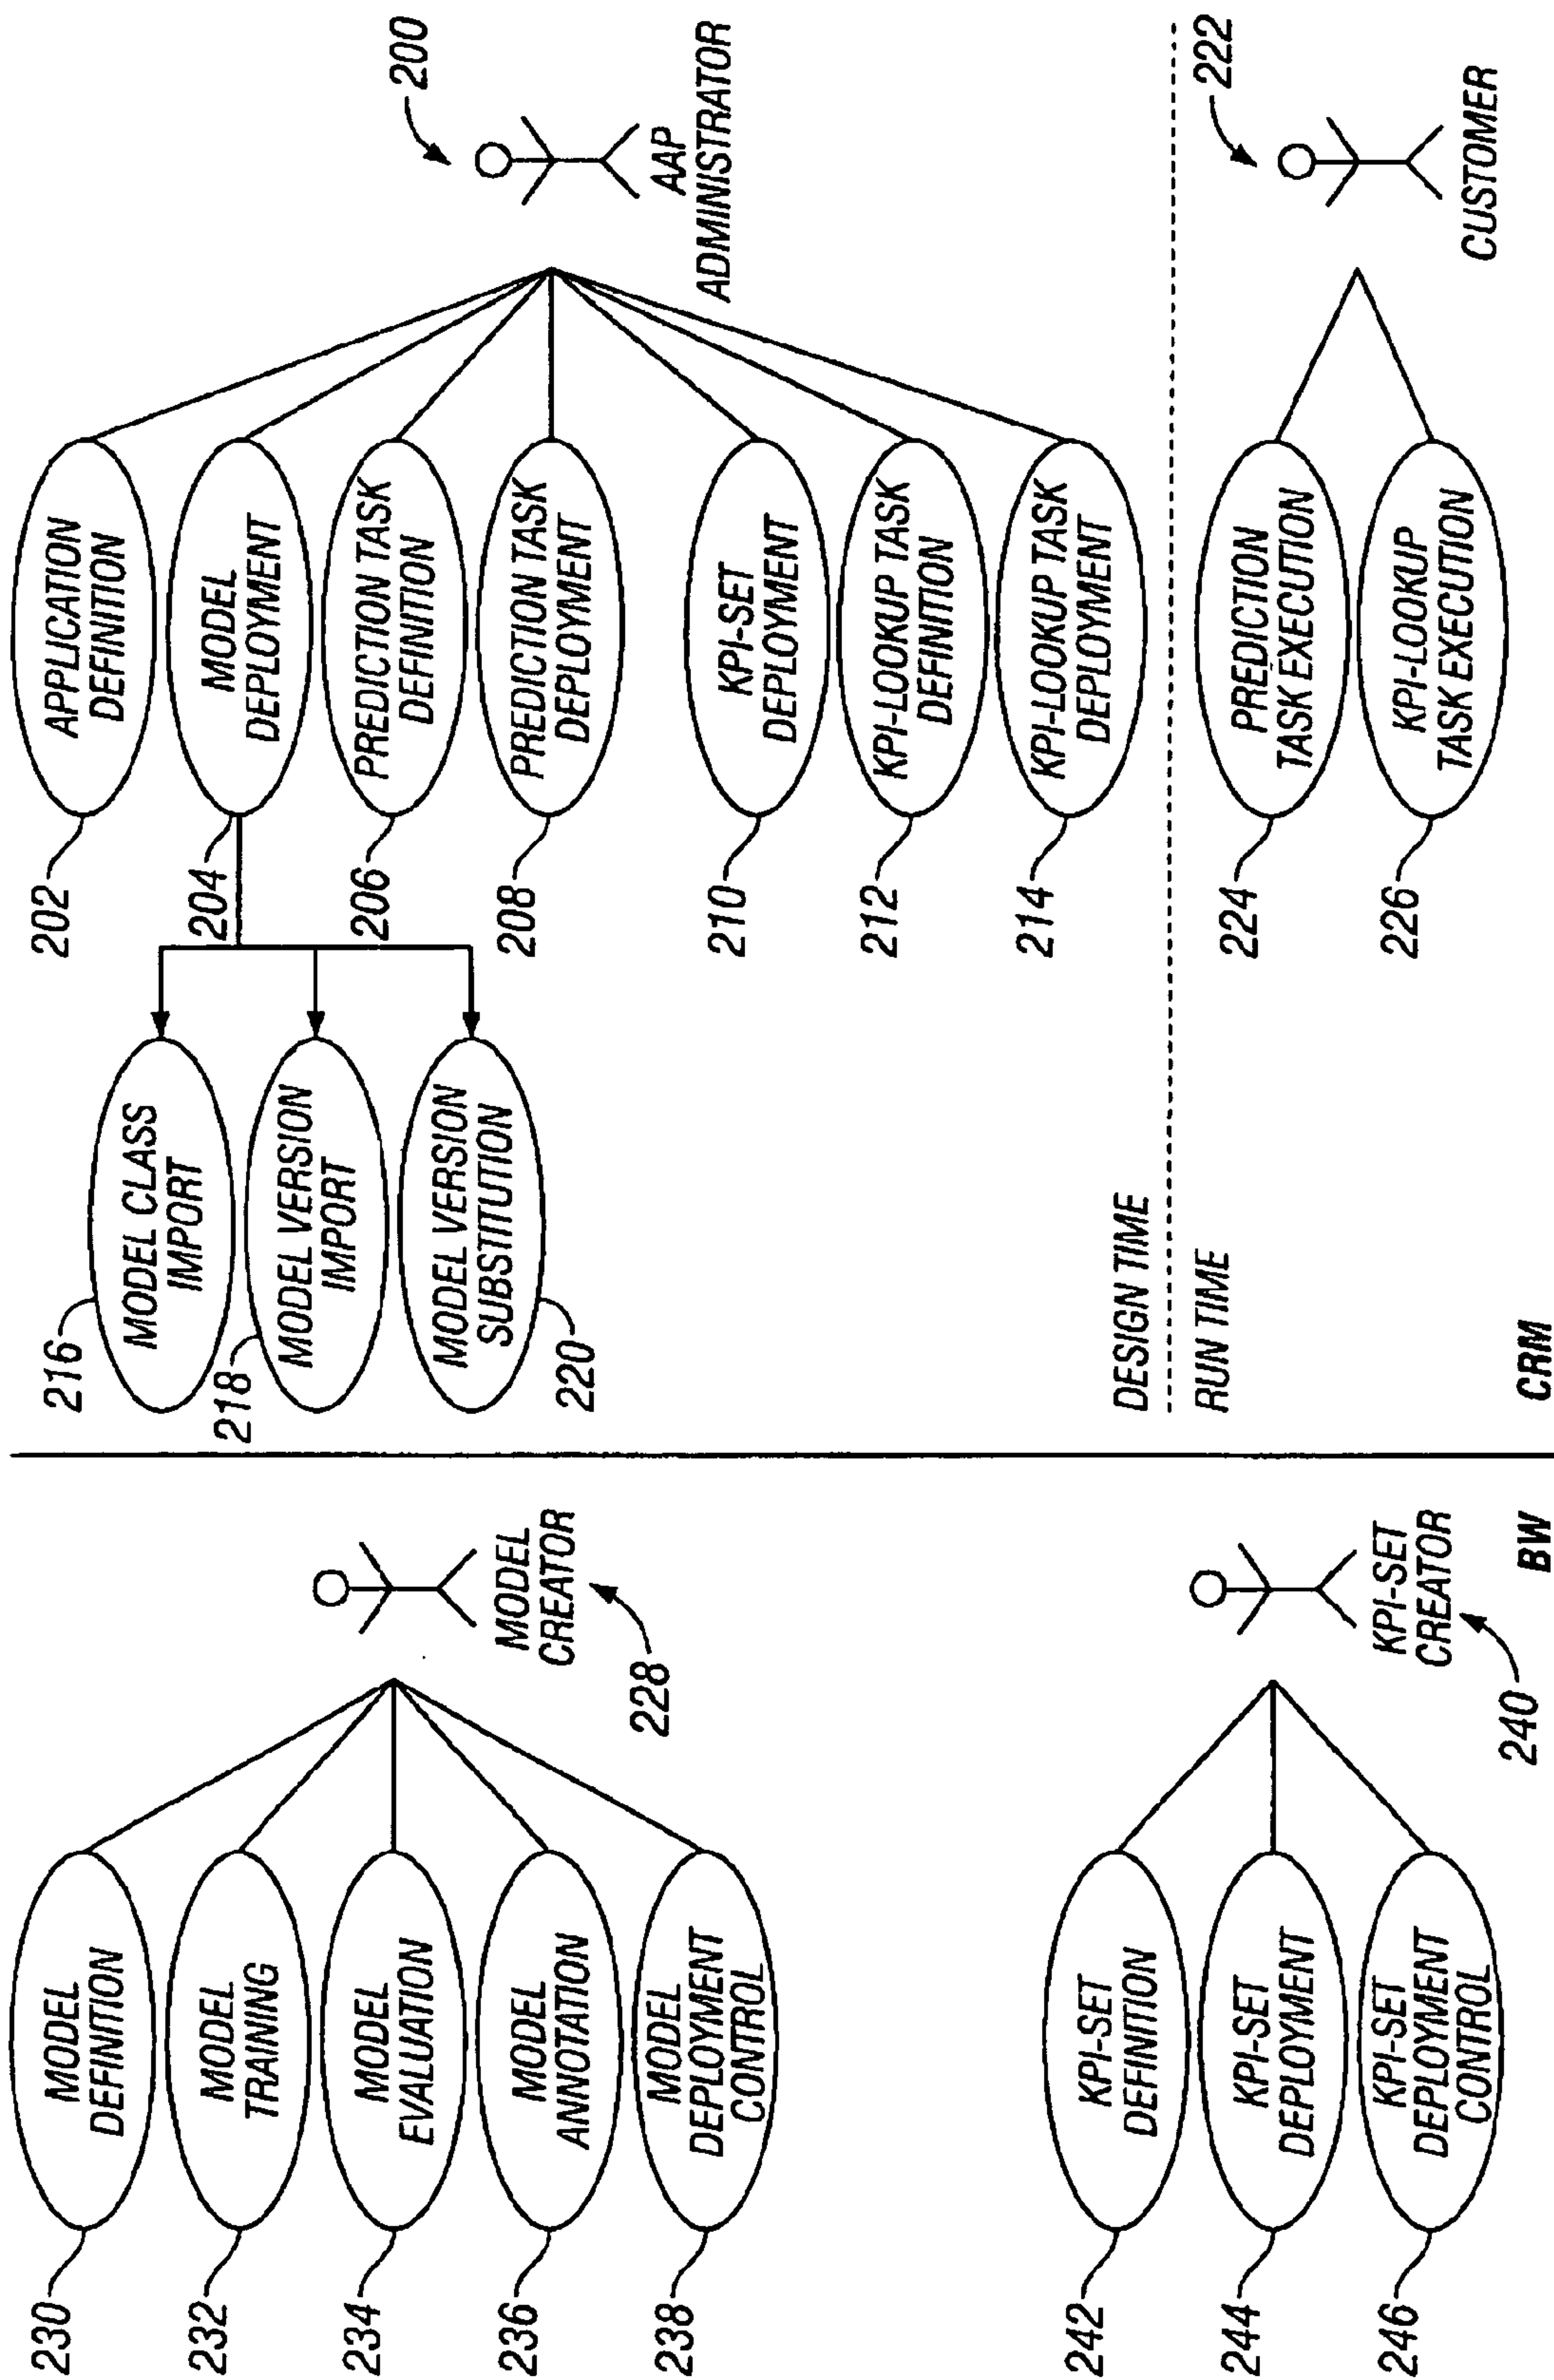 230
MODEL
DEFINITION
232
MODEL
TRAINING
234
MODEL
EVALUATION
236
MODEL
ANNOTATION
238
MODEL
DEPLOYMENT
CONTROL
MODEL
CREATOR
228
242
KPI-SET
DEFINITION
244
KPI-SET
DEPLOYMENT
246
KPI-SET
DEPLOYMENT
CONTROL
KPI-SET
CREATOR
240
BW
216
MODEL CLASS
IMPORT
218
MODEL VERSION
IMPORT
220
MODEL VERSION
SUBSTITUTION
202
APPLICATION
DEFINITION
204
MODEL
DEPLOYMENT
206
PREDICTION TASK
DEFINITION
208
PREDICTION TASK
DEPLOYMENT
210
KPI-SET
DEPLOYMENT
212
KPI-LOOKUP TASK
DEFINITION
214
KPI-LOOKUP TASK
DEPLOYMENT
200
AAP
ADMINISTRATOR
DESIGN TIME
RUN TIME
224
PREDICTION
TASK EXECUTION
226
KPI-LOOKUP
TASK EXECUTION
222
CUSTOMER
CRM